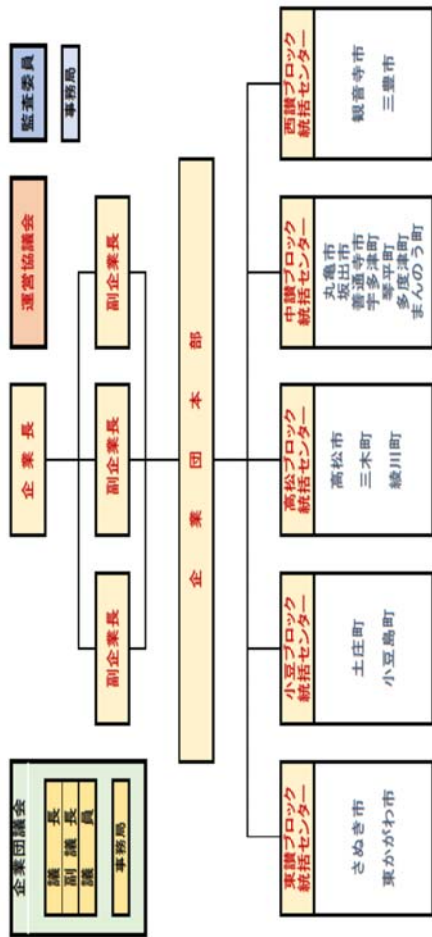 企業団議会
議長
副議長
議員
事務局
企業長
運営協議会
監査委員
事務局
副企業長
副企業長
副企業長
企業団本部
東讃ブロック
統括センター
さぬき市
東かがわ市
小豆ブロック
統括センター
土庄町
小豆島町
高松ブロック
統括センター
高松市
三木町
綾川町
中讃ブロック
統括センター
丸亀市
坂出市
善通寺市
宇多津町
琴平町
多度津町
まんのう町
西讃ブロック
統括センター
観音寺市
三豊市